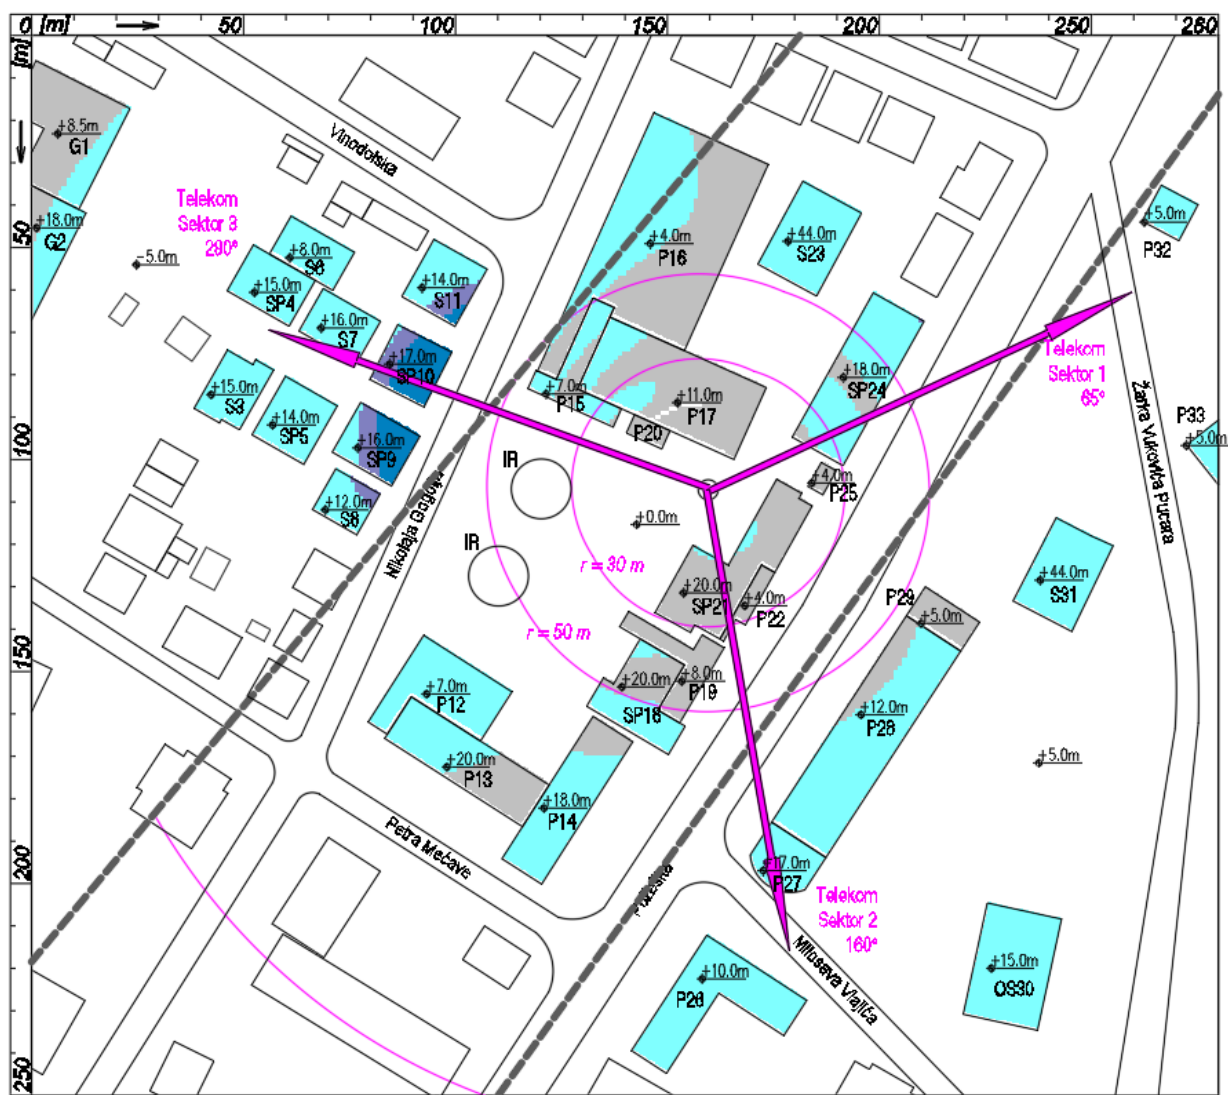 0 [m] 50 100 150 200 250 280
[m]
50
100
150
200
250
Vinodolska
+8.5m
G1
+18.0m
G2
-5.0m
Telekom
Sektor 3
290°
+8.0m
S6
+15.0m
SP4
+14.0m
S11
+16.0m
S7
+17.0m
SP10
+15.0m
S3
+14.0m
SP5
+16.0m
SP9
+12.0m
S8
+4.0m
P16
+44.0m
S23
+5.0m
P32
+7.0m
P15
+11.0m
P17
P20
+18.0m
SP24
Telekom
Sektor 1
65°
Žarka Vukovića Pucara
P33
+5.0m
IR
IR
Nikolaja Gogolja
+0.0m
+4.0m
P25
r = 30 m
r = 50 m
+20.0m
SP21
+4.0m
P22
+44.0m
S31
P29
+5.0m
+8.0m
P19
+20.0m
SP18
+7.0m
P12
+20.0m
P13
+18.0m
P14
+12.0m
P28
+5.0m
Petra Mećave
P27
Telekom
Sektor 2
160°
Miloseva Vlajića
+10.0m
P26
+15.0m
OS30